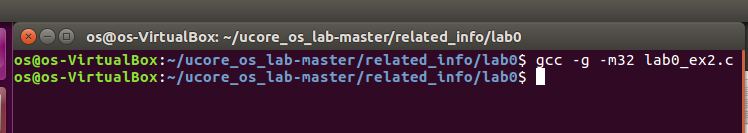 os@os-VirtualBox: ~/ucore_os_lab-master/related_info/lab0
os@os-VirtualBox:~/ucore_os_lab-master/related_info/lab0$ gcc -g -m32 lab0_ex2.c
os@os-VirtualBox:~/ucore_os_lab-master/related_info/lab0$